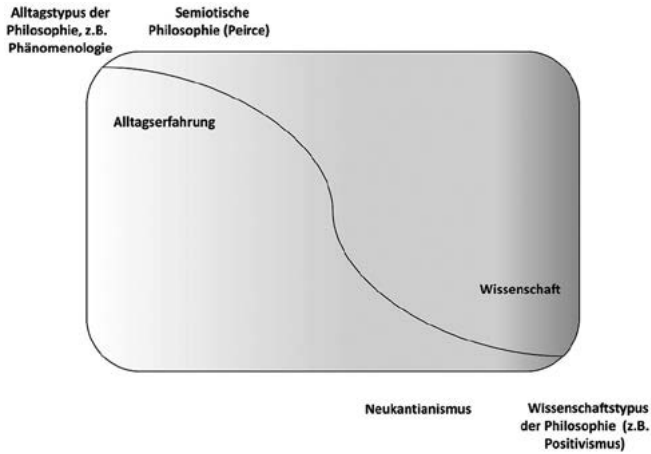 Alltagstypus der
Philosophie, z.B.
Phänomenologie
Semiotische
Philosophie (Peirce)
Alltagserfahrung
Wissenschaft
Neukantianismus
Wissenschaftstypus
der Philosophie (z.B.
Positivismus)